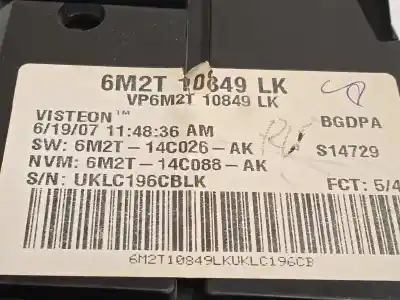 6M2T 10849 LK
VP6M2T 10849 LK
VISTEON™
BGDPA
6/19/07 11:48:36 AM
SW: 6M2T-14C026-AK
S14729
NVM: 6M2T-14C088-AK
S/N: UKLC196CBLK
FCT: 5/4
6M2T10849LKUKLC196CB